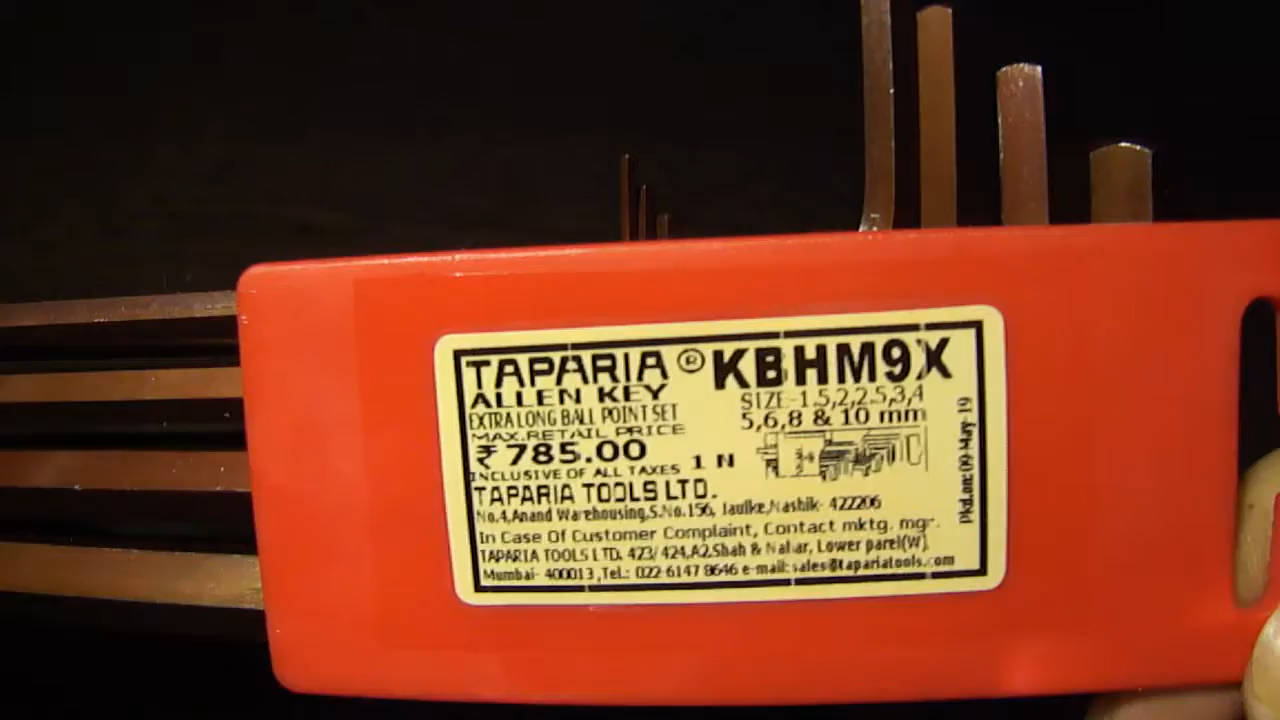 TAPARIA ® KBHM9X
ALLEN KEY
EXTRA LONG BALL POINT SET
SIZE-1.5,2,2.5,3,4
5,6,8 & 10 mm
MAX.RETAIL PRICE
₹785.00
INCLUSIVE OF ALL TAXES 1 N
TAPARIA TOOLS LTD.
No.4,Anand Warehousing,S.No.156, Jaulke,Nashik- 422206
In Case Of Customer Complaint, Contact mktg. mgr.
TAPARIA TOOLS LTD. 423/424,A2,Shah & Nahar, Lower parel(W),
Mumbai- 400013,Tel.: 022-6147 8646 e-mail: sales@tapariatools.com
Pkd.on:09-May-19